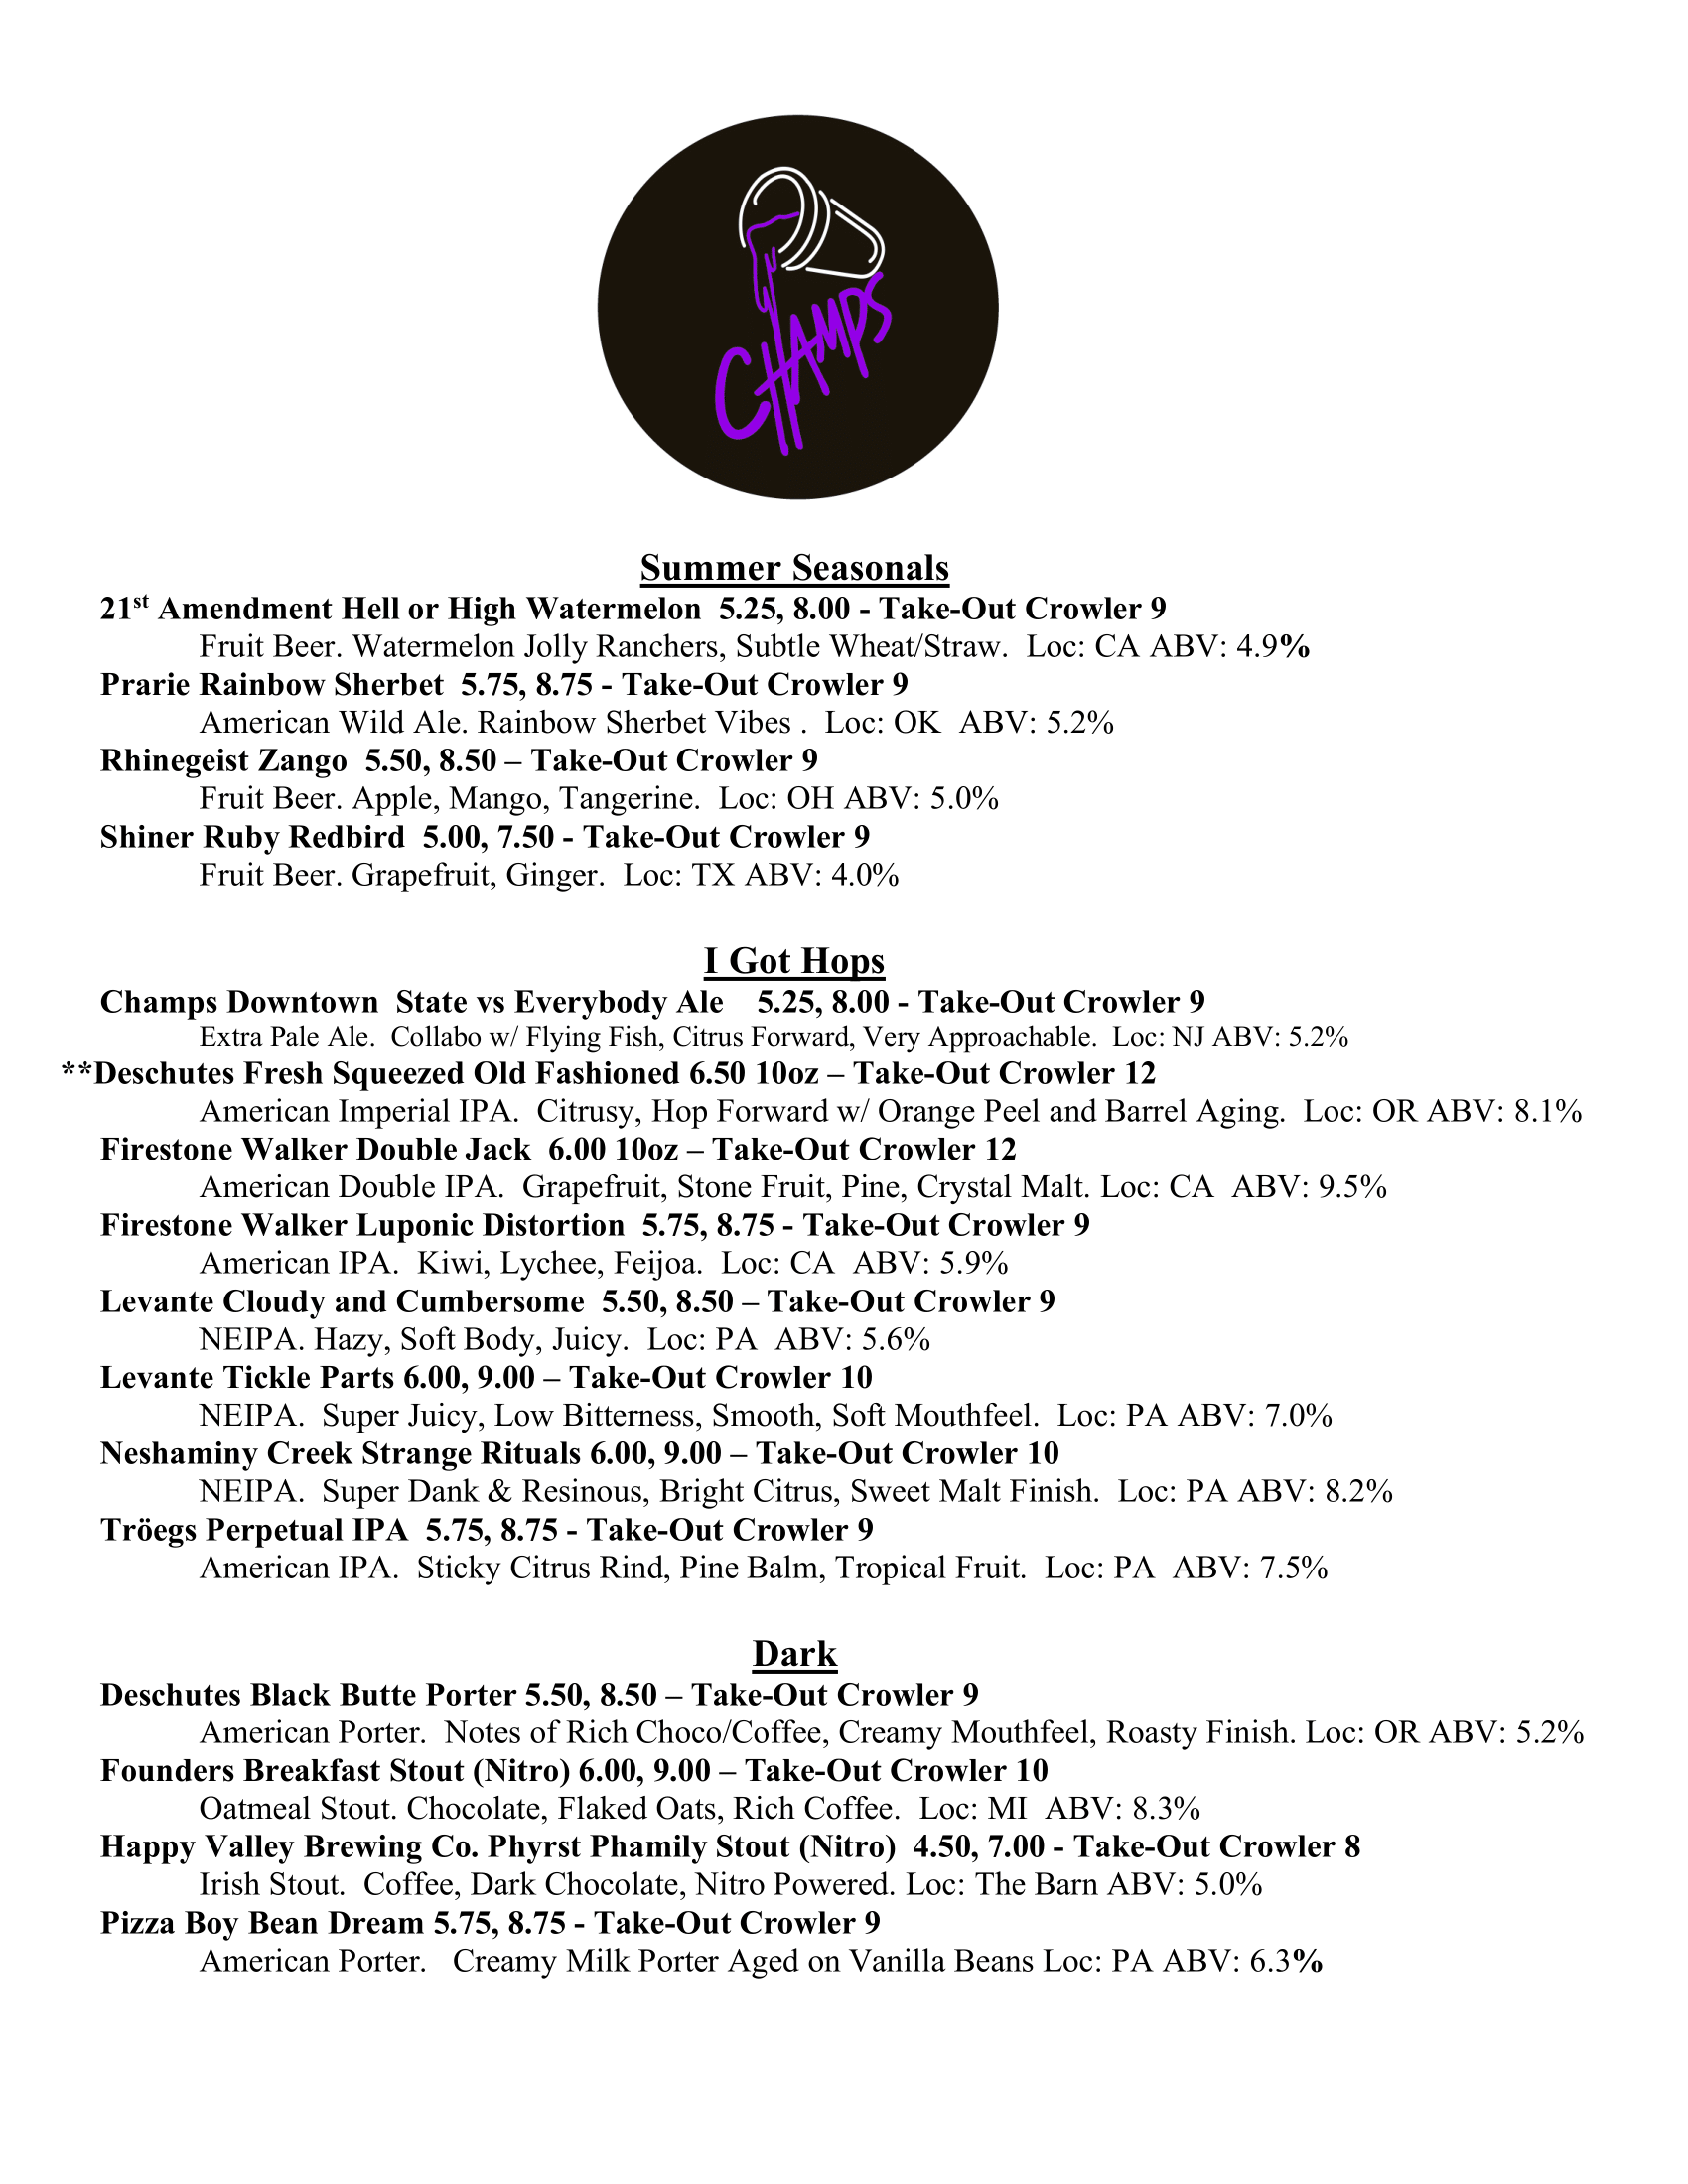 CHAMPS
Summer Seasonals
21st Amendment Hell or High Watermelon 5.25, 8.00 - Take-Out Crowler 9
Fruit Beer. Watermelon Jolly Ranchers, Subtle Wheat/Straw. Loc: CA ABV: 4.9%
Prarie Rainbow Sherbet 5.75, 8.75 - Take-Out Crowler 9
American Wild Ale. Rainbow Sherbet Vibes . Loc: OK ABV: 5.2%
Rhinegeist Zango 5.50, 8.50 – Take-Out Crowler 9
Fruit Beer. Apple, Mango, Tangerine. Loc: OH ABV: 5.0%
Shiner Ruby Redbird 5.00, 7.50 - Take-Out Crowler 9
Fruit Beer. Grapefruit, Ginger. Loc: TX ABV: 4.0%
I Got Hops
Champs Downtown State vs Everybody Ale 5.25, 8.00 - Take-Out Crowler 9
Extra Pale Ale. Collabo w/ Flying Fish, Citrus Forward, Very Approachable. Loc: NJ ABV: 5.2%
**Deschutes Fresh Squeezed Old Fashioned 6.50 10oz – Take-Out Crowler 12
American Imperial IPA. Citrusy, Hop Forward w/ Orange Peel and Barrel Aging. Loc: OR ABV: 8.1%
Firestone Walker Double Jack 6.00 10oz – Take-Out Crowler 12
American Double IPA. Grapefruit, Stone Fruit, Pine, Crystal Malt. Loc: CA ABV: 9.5%
Firestone Walker Luponic Distortion 5.75, 8.75 - Take-Out Crowler 9
American IPA. Kiwi, Lychee, Feijoa. Loc: CA ABV: 5.9%
Levante Cloudy and Cumbersome 5.50, 8.50 – Take-Out Crowler 9
NEIPA. Hazy, Soft Body, Juicy. Loc: PA ABV: 5.6%
Levante Tickle Parts 6.00, 9.00 – Take-Out Crowler 10
NEIPA. Super Juicy, Low Bitterness, Smooth, Soft Mouthfeel. Loc: PA ABV: 7.0%
Neshaminy Creek Strange Rituals 6.00, 9.00 – Take-Out Crowler 10
NEIPA. Super Dank & Resinous, Bright Citrus, Sweet Malt Finish. Loc: PA ABV: 8.2%
Tröegs Perpetual IPA 5.75, 8.75 - Take-Out Crowler 9
American IPA. Sticky Citrus Rind, Pine Balm, Tropical Fruit. Loc: PA ABV: 7.5%
Dark
Deschutes Black Butte Porter 5.50, 8.50 – Take-Out Crowler 9
American Porter. Notes of Rich Choco/Coffee, Creamy Mouthfeel, Roasty Finish. Loc: OR ABV: 5.2%
Founders Breakfast Stout (Nitro) 6.00, 9.00 – Take-Out Crowler 10
Oatmeal Stout. Chocolate, Flaked Oats, Rich Coffee. Loc: MI ABV: 8.3%
Happy Valley Brewing Co. Phyrst Phamily Stout (Nitro) 4.50, 7.00 - Take-Out Crowler 8
Irish Stout. Coffee, Dark Chocolate, Nitro Powered. Loc: The Barn ABV: 5.0%
Pizza Boy Bean Dream 5.75, 8.75 - Take-Out Crowler 9
American Porter. Creamy Milk Porter Aged on Vanilla Beans Loc: PA ABV: 6.3%